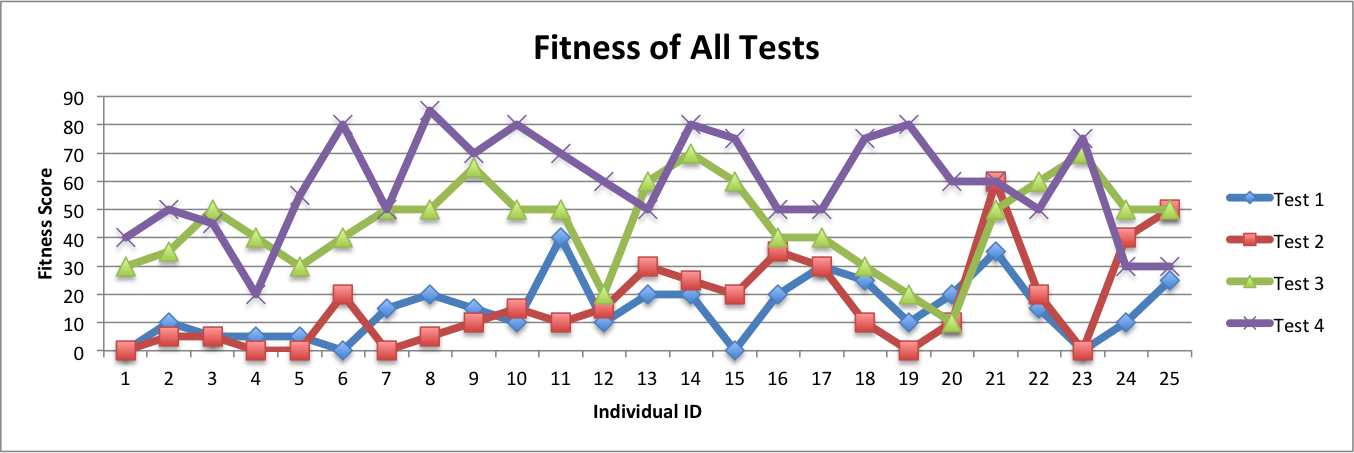 Fitness of All Tests
Fitness Score
90
80
70
60
50
40
30
20
10
0
1 2 3 4 5 6 7 8 9 10 11 12 13 14 15 16 17 18 19 20 21 22 23 24 25
Individual ID
Test 1
Test 2
Test 3
Test 4